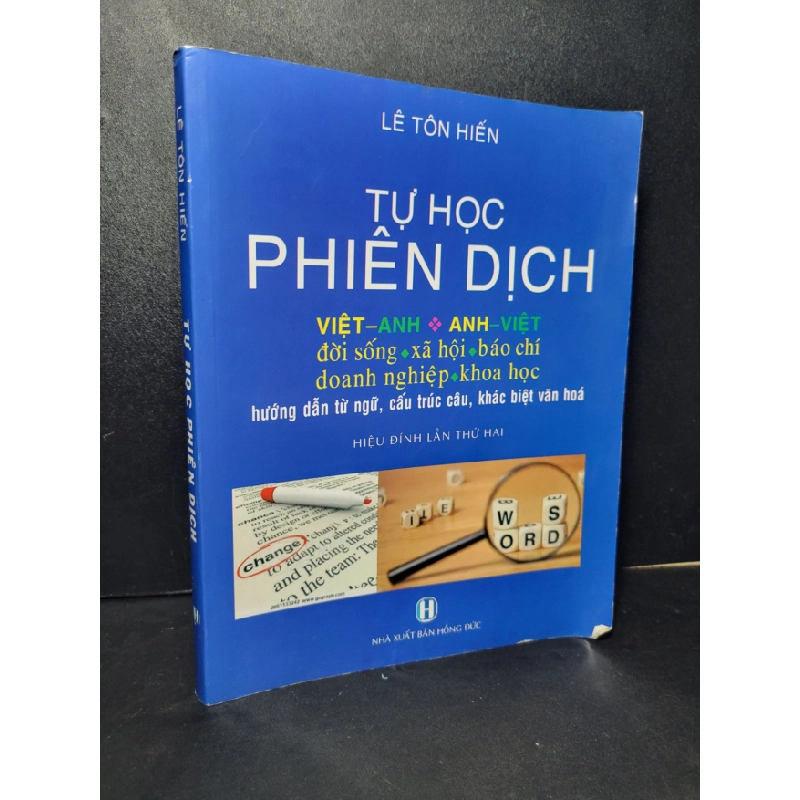 LÊ TÔN HIẾN
TỰ HỌC PHIÊN DỊCH
LÊ TÔN HIẾN
TỰ HỌC
PHIÊN DỊCH
VIỆT–ANH ❖ ANH–VIỆT
đời sống ◆ xã hội ◆ báo chí
doanh nghiệp ◆ khoa học
hướng dẫn từ ngữ, cấu trúc câu, khác biệt văn hoá
HIỆU ĐÍNH LẦN THỨ HAI
chance
change
to adapt to
and placing the
the team: The
W S
O R D
H
NHÀ XUẤT BẢN HỒNG ĐỨC